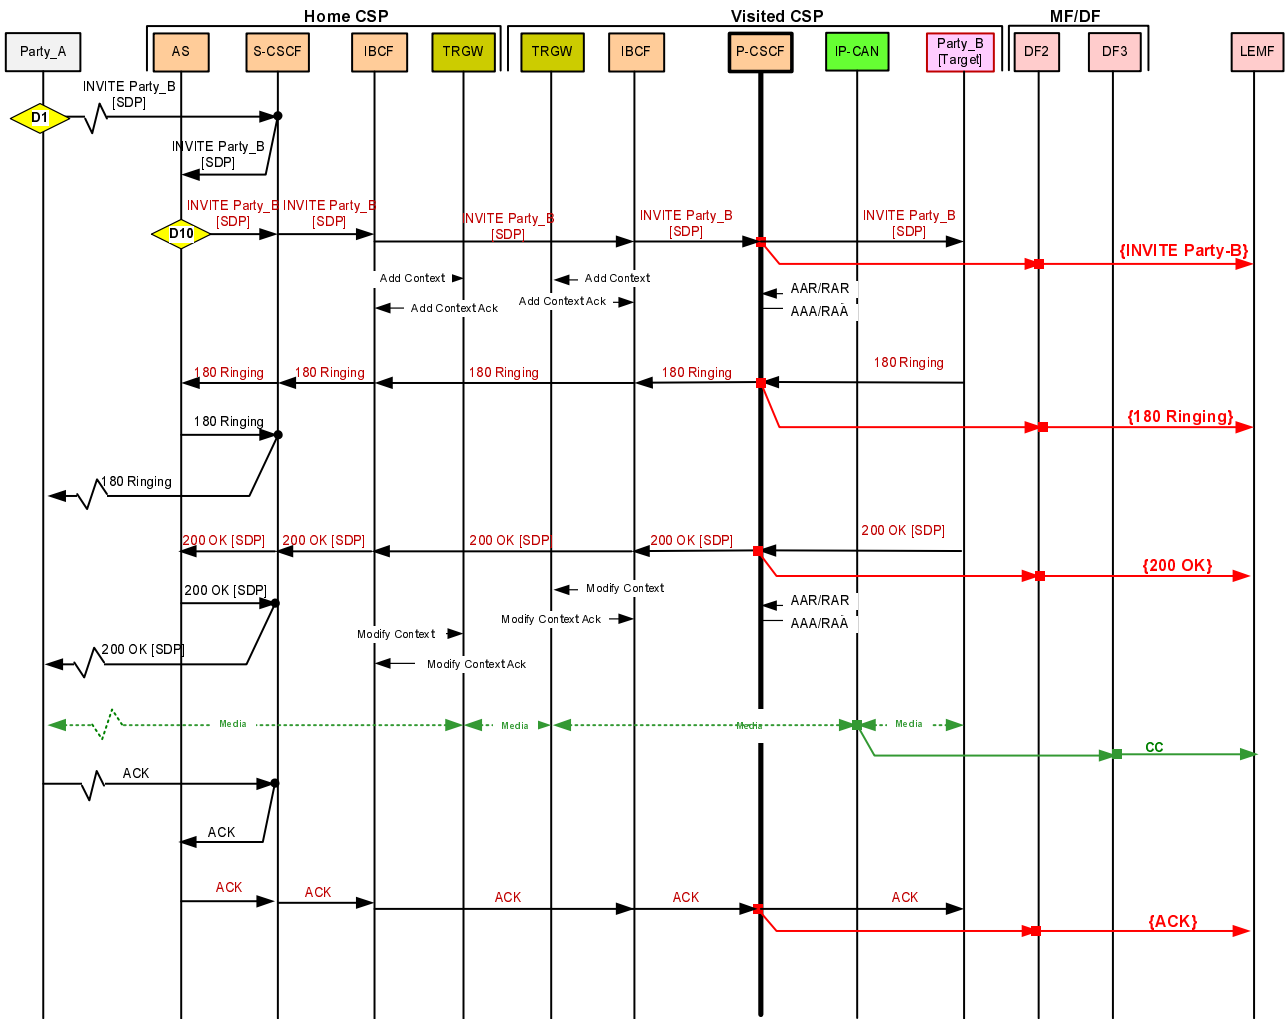 Home CSP
Visited CSP
MF/DF
Party_A
AS
S-CSCF
IBCF
TRGW
TRGW
IBCF
P-CSCF
IP-CAN
Party_B
[Target]
DF2
DF3
LEMF
INVITE Party_B
[SDP]
D1
INVITE Party_B
[SDP]
INVITE Party_B
[SDP]
INVITE Party_B
[SDP]
NVITE Party_B
[SDP]
INVITE Party_B
[SDP]
INVITE Party_B
[SDP]
D10
{INVITE Party-B}
Add Context
Add Context
AAR/RAR
Add Context Ack
Add Context Ack
AAA/RAA
180 Ringing
180 Ringing
180 Ringing
180 Ringing
180 Ringing
180 Ringing
{180 Ringing}
180 Ringing
200 OK [SDP]
200 OK [SDP]
200 OK [SDP]
200 OK [SDP]
200 OK [SDP]
{200 OK}
200 OK [SDP]
Modify Context
AAR/RAR
Modify Context Ack
AAA/RAA
Modify Context
200 OK [SDP]
Modify Context Ack
Media
Media
Media
Media
CC
ACK
ACK
ACK
ACK
ACK
ACK
ACK
{ACK}